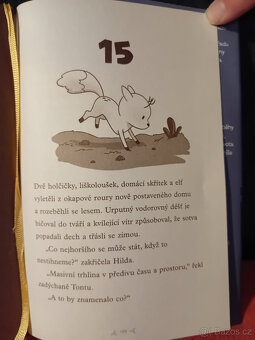 15
Dvě holčičky, liškoloušek, domácí skřítek a elf
vyletěli z okapové roury nově postaveného domu
a rozeběhli se lesem. Urputný vodorovný déšť je
bičoval do tváří a kvílející vítr způsoboval, že sotva
popadali dech a třásli se zimou.
„Co nejhoršího se může stát, když to
nestihneme?“ zakřičela Hilda.
„Masivní trhlina v předivu času a prostoru,“ řekl
zadýchaně Tontu.
„A to by znamenalo co?“